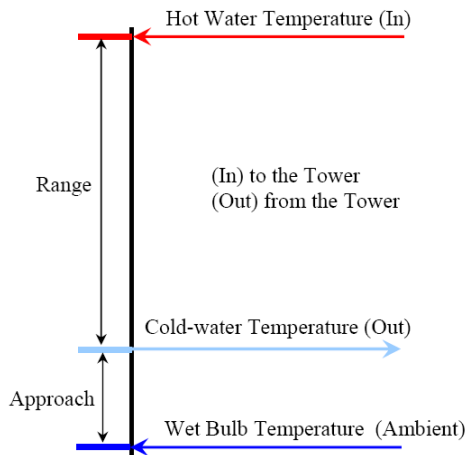 Hot Water Temperature (In)
Range
(In) to the Tower
(Out) from the Tower
Cold-water Temperature (Out)
Approach
Wet Bulb Temperature (Ambient)